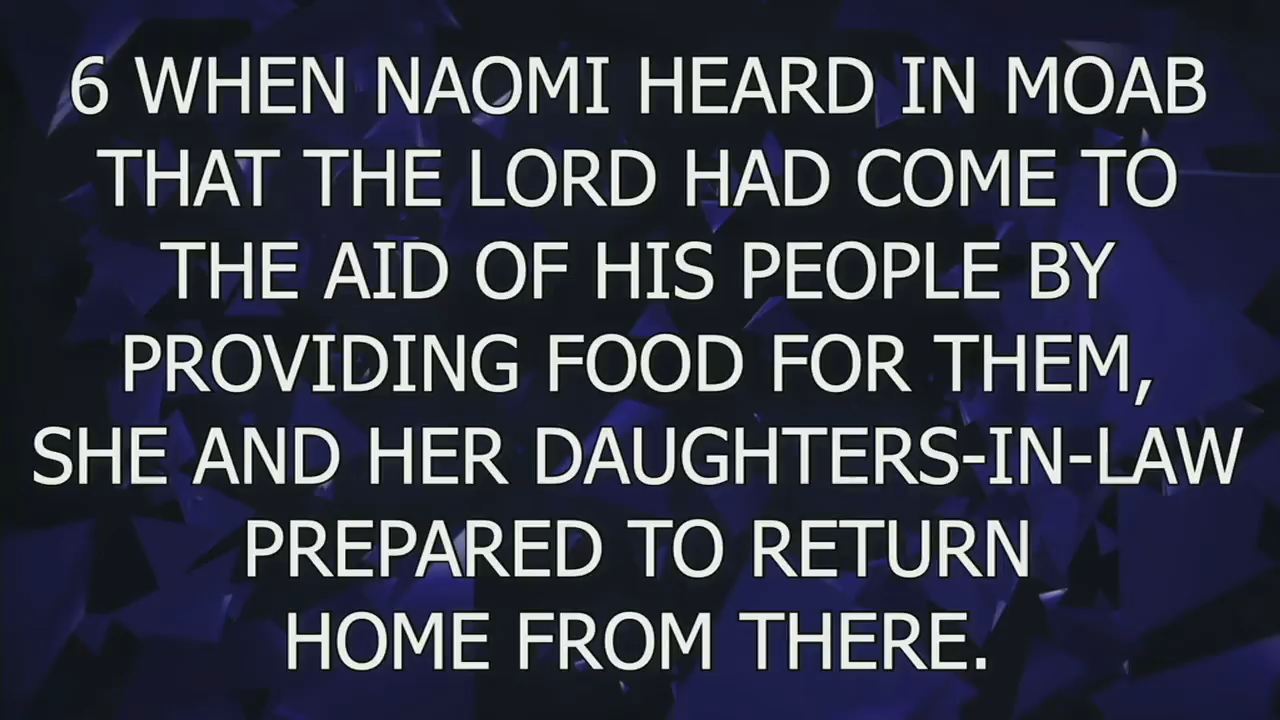 6 WHEN NAOMI HEARD IN MOAB
THAT THE LORD HAD COME TO
THE AID OF HIS PEOPLE BY
PROVIDING FOOD FOR THEM,
SHE AND HER DAUGHTERS-IN-LAW
PREPARED TO RETURN
HOME FROM THERE.